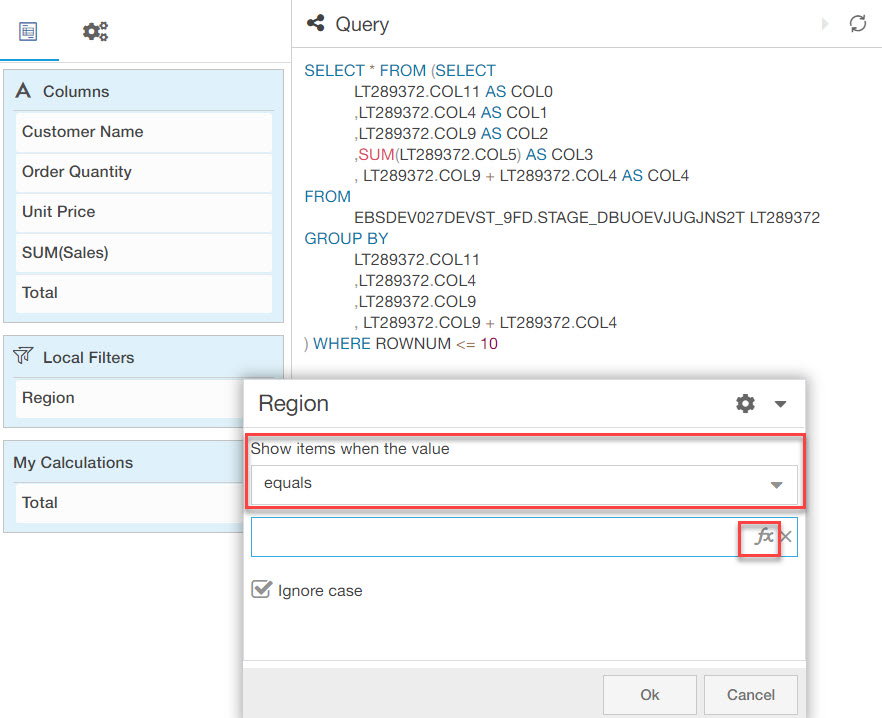 Query
Columns
Customer Name
Order Quantity
Unit Price
SUM(Sales)
Total
Local Filters
Region
My Calculations
Total
SELECT * FROM (SELECT
LT289372.COL11 AS COL0
,LT289372.COL4 AS COL1
,LT289372.COL9 AS COL2
,SUM(LT289372.COL5) AS COL3
, LT289372.COL9 + LT289372.COL4 AS COL4
FROM
EBSDEV027DEVST_9FD.STAGE_DBUOEVJUGJNS2T LT289372
GROUP BY
LT289372.COL11
,LT289372.COL4
,LT289372.COL9
, LT289372.COL9 + LT289372.COL4
) WHERE ROWNUM <= 10
Region
Show items when the value
equals
fx
Ignore case
Ok Cancel